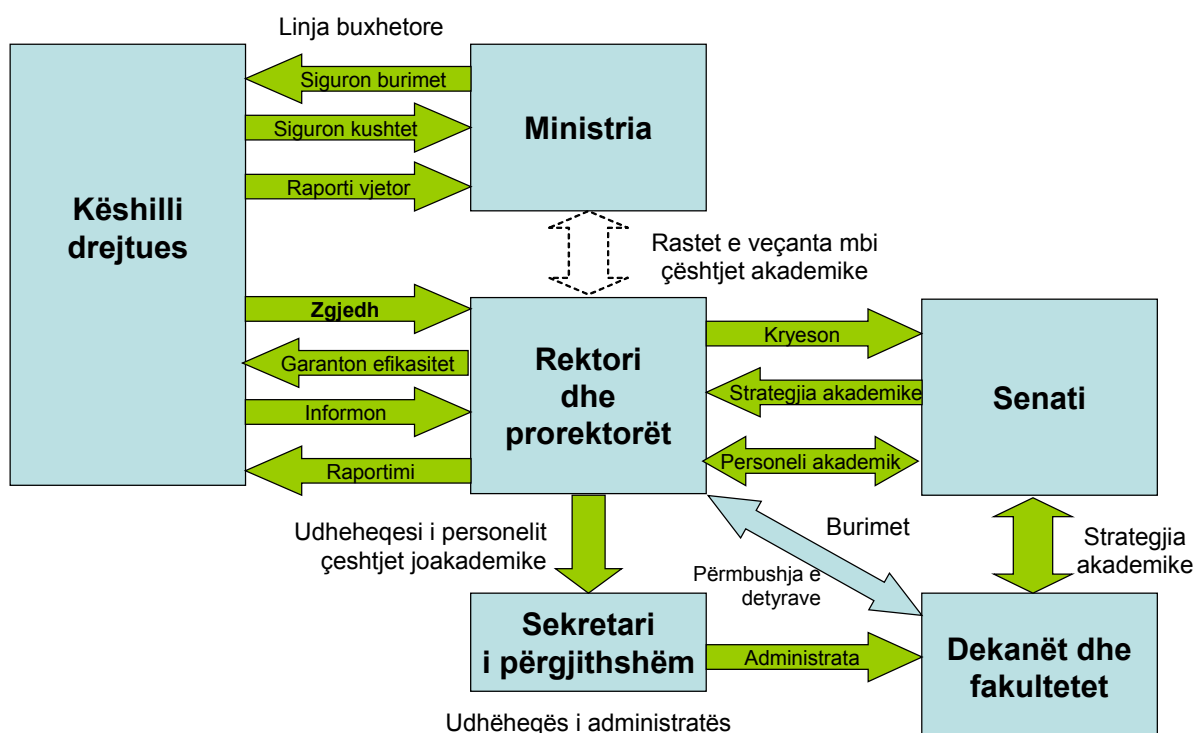 Linja buxhetore
Siguron burimet
Siguron kushtet
Raporti vjetor
Këshilli
drejtues
Ministria
Rastet e veçanta mbi
çështjet akademike
Zgjedh
Garanton efikasitet
Informon
Raportimi
Rektori
dhe
prorektorët
Kryeson
Strategjia akademike
Personeli akademik
Senati
Udheheqesi i personelit
çeshtjet joakademike
Burimet
Përmbushja e
detyrave
Strategjia
akademike
Sekretari
i përgjithshëm
Administrata
Dekanët dhe
fakultetet
Udhëheqës i administratës